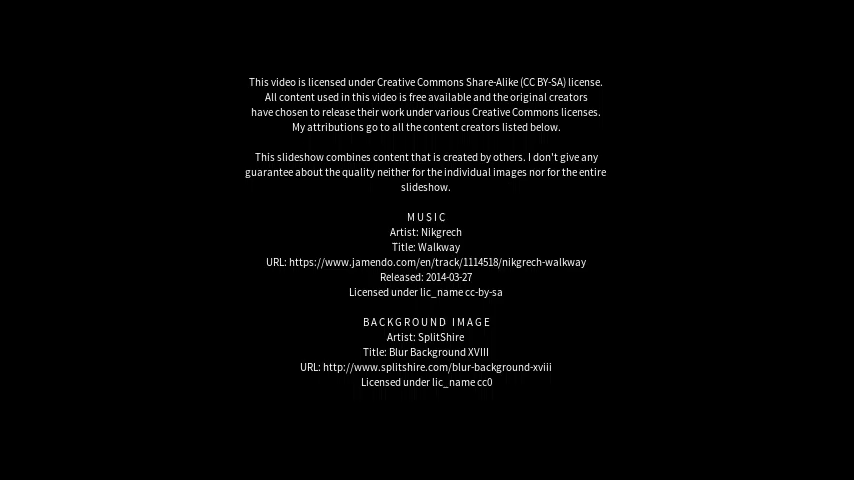 This video is licensed under Creative Commons Share-Alike (CC BY-SA) license.
All content used in this video is free available and the original creators
have chosen to release their work under various Creative Commons licenses.
My attributions go to all the content creators listed below.
This slideshow combines content that is created by others. I don't give any
guarantee about the quality neither for the individual images nor for the entire
slideshow.
MUSIC
Artist: Nikgrech
Title: Walkway
URL: https://www.jamendo.com/en/track/1114518/nikgrech-walkway
Released: 2014-03-27
Licensed under lic_name cc-by-sa
BACKGROUND IMAGE
Artist: SplitShire
Title: Blur Background XVIII
URL: http://www.splitshire.com/blur-background-xviii
Licensed under lic_name cc0